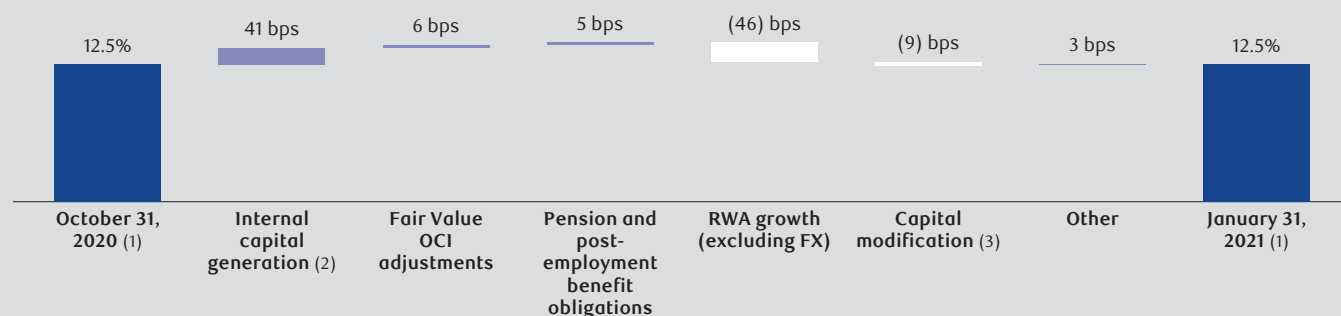 12.5%
41 bps
6 bps
5 bps
(46) bps
(9) bps
3 bps
12.5%
October 31,
2020 (1)
Internal
capital
generation (2)
Fair Value
OCI
adjustments
Pension and
post-
employment
benefit
obligations
RWA growth
(excluding FX)
Capital
modification (3)
Other
January 31,
2021 (1)